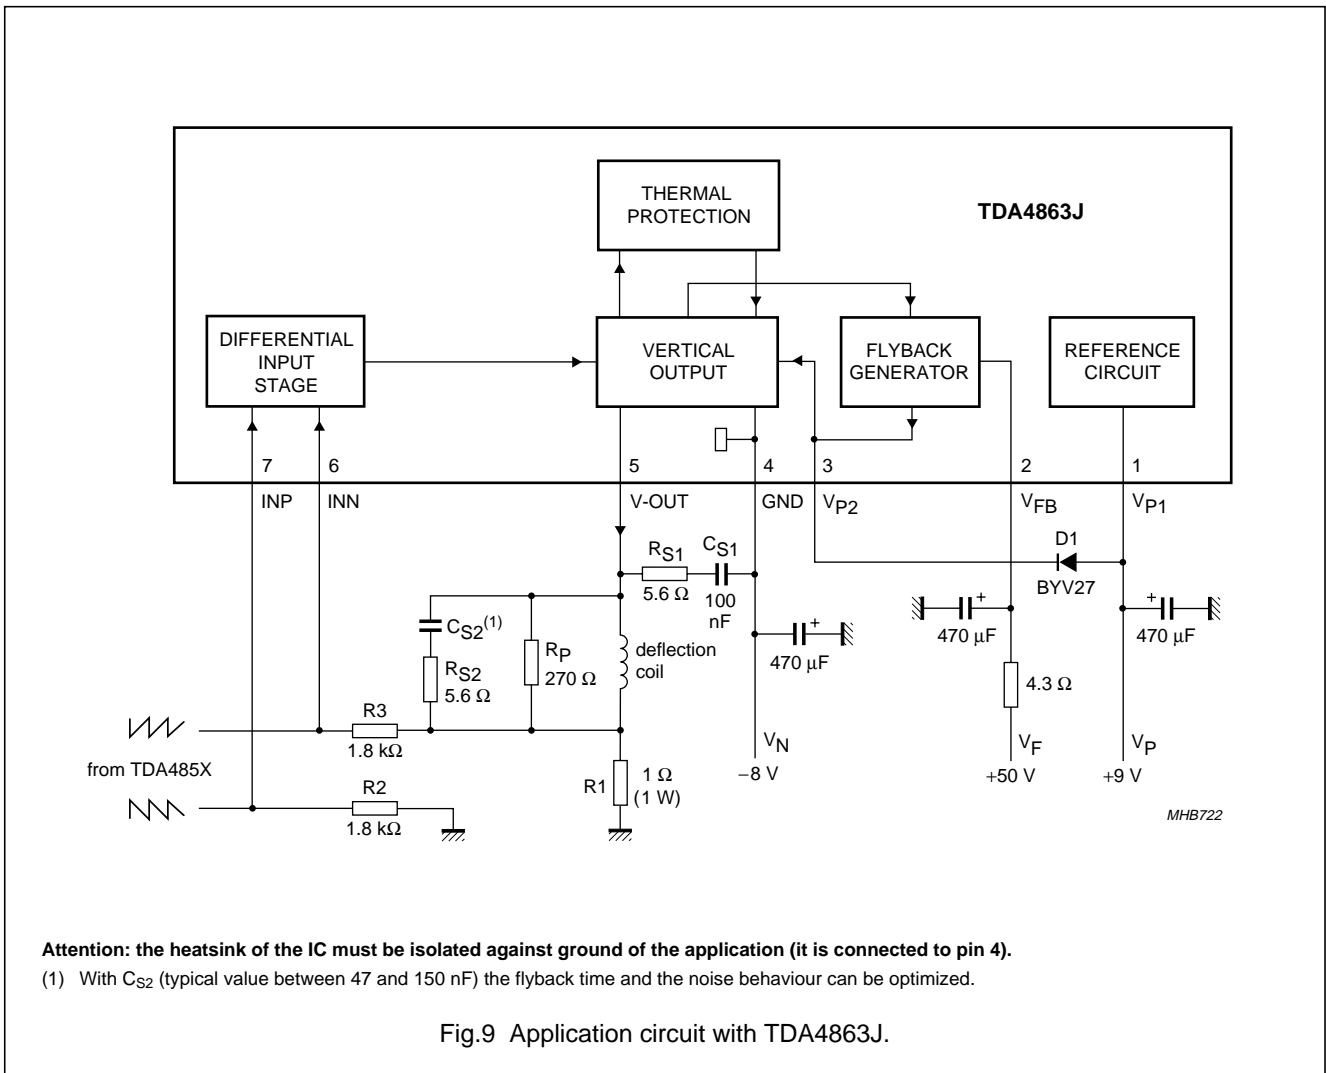 THERMAL
PROTECTION
TDA4863J
DIFFERENTIAL
INPUT
STAGE
VERTICAL
OUTPUT
FLYBACK
GENERATOR
REFERENCE
CIRCUIT
7 6 5 4 3 2 1
INP INN V-OUT GND VP2 VFB VP1
D1
BYV27
RS1
5.6 Ω
CS1
100
nF
CS2(1)
RS2
5.6 Ω
RP
270 Ω
deflection
coil
470 µF
470 µF
470 µF
4.3 Ω
R3
1.8 kΩ
from TDA485X
R2
1.8 kΩ
R1
1 Ω
(1 W)
VN
−8 V
VF
+50 V
VP
+9 V
MHB722
Attention: the heatsink of the IC must be isolated against ground of the application (it is connected to pin 4).
(1) With CS2 (typical value between 47 and 150 nF) the flyback time and the noise behaviour can be optimized.
Fig.9 Application circuit with TDA4863J.